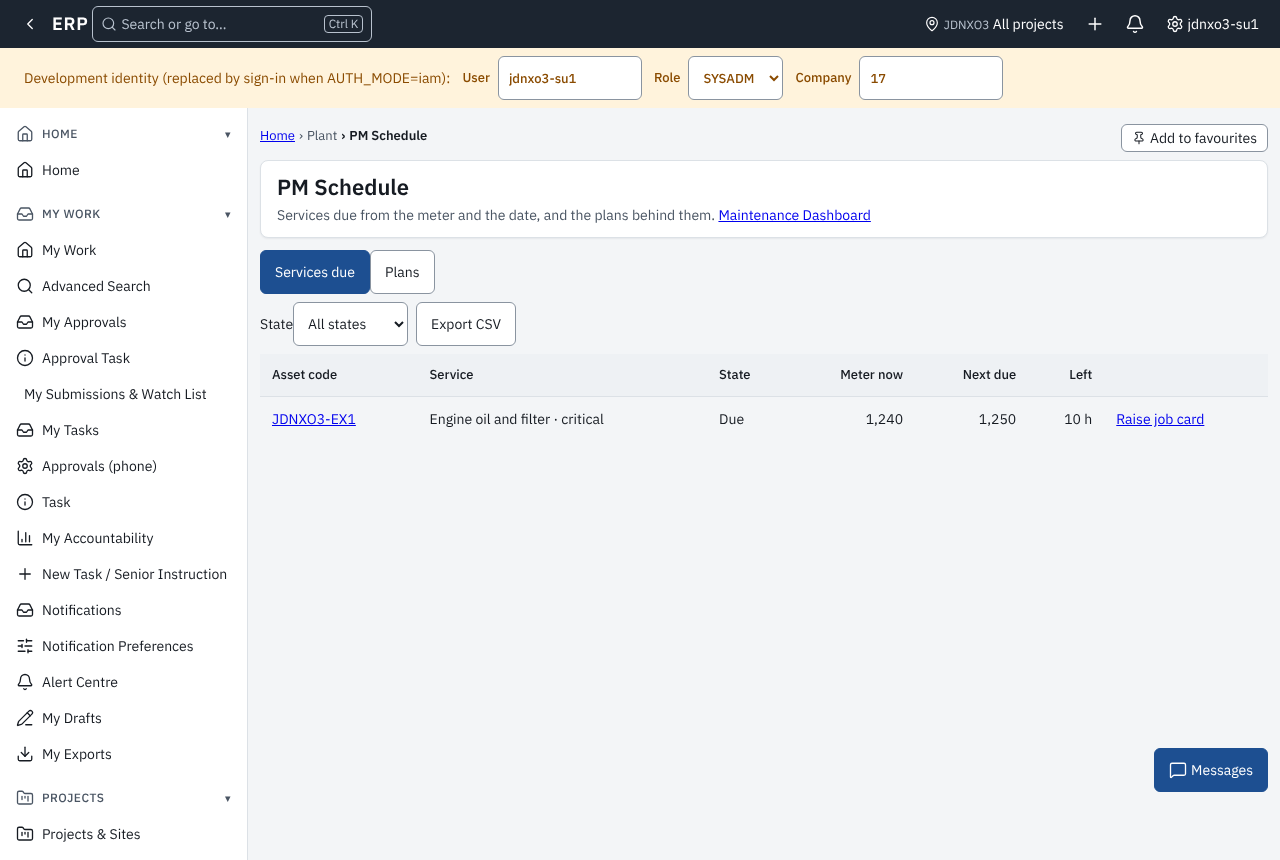 ERP Search or go to... Ctrl K JDNXO3 All projects jdnxo3-su1
Development identity (replaced by sign-in when AUTH_MODE=iam): User jdnxo3-su1 Role SYSADM Company 17
HOME
Home
MY WORK
My Work
Advanced Search
My Approvals
Approval Task
My Submissions & Watch List
My Tasks
Approvals (phone)
Task
My Accountability
New Task / Senior Instruction
Notifications
Notification Preferences
Alert Centre
My Drafts
My Exports
PROJECTS
Projects & Sites
Home › Plant › PM Schedule
Add to favourites
PM Schedule
Services due from the meter and the date, and the plans behind them. Maintenance Dashboard
Services due Plans
State All states Export CSV
Asset code Service State Meter now Next due Left
JDNXO3-EX1 Engine oil and filter · critical Due 1,240 1,250 10 h Raise job card
Messages